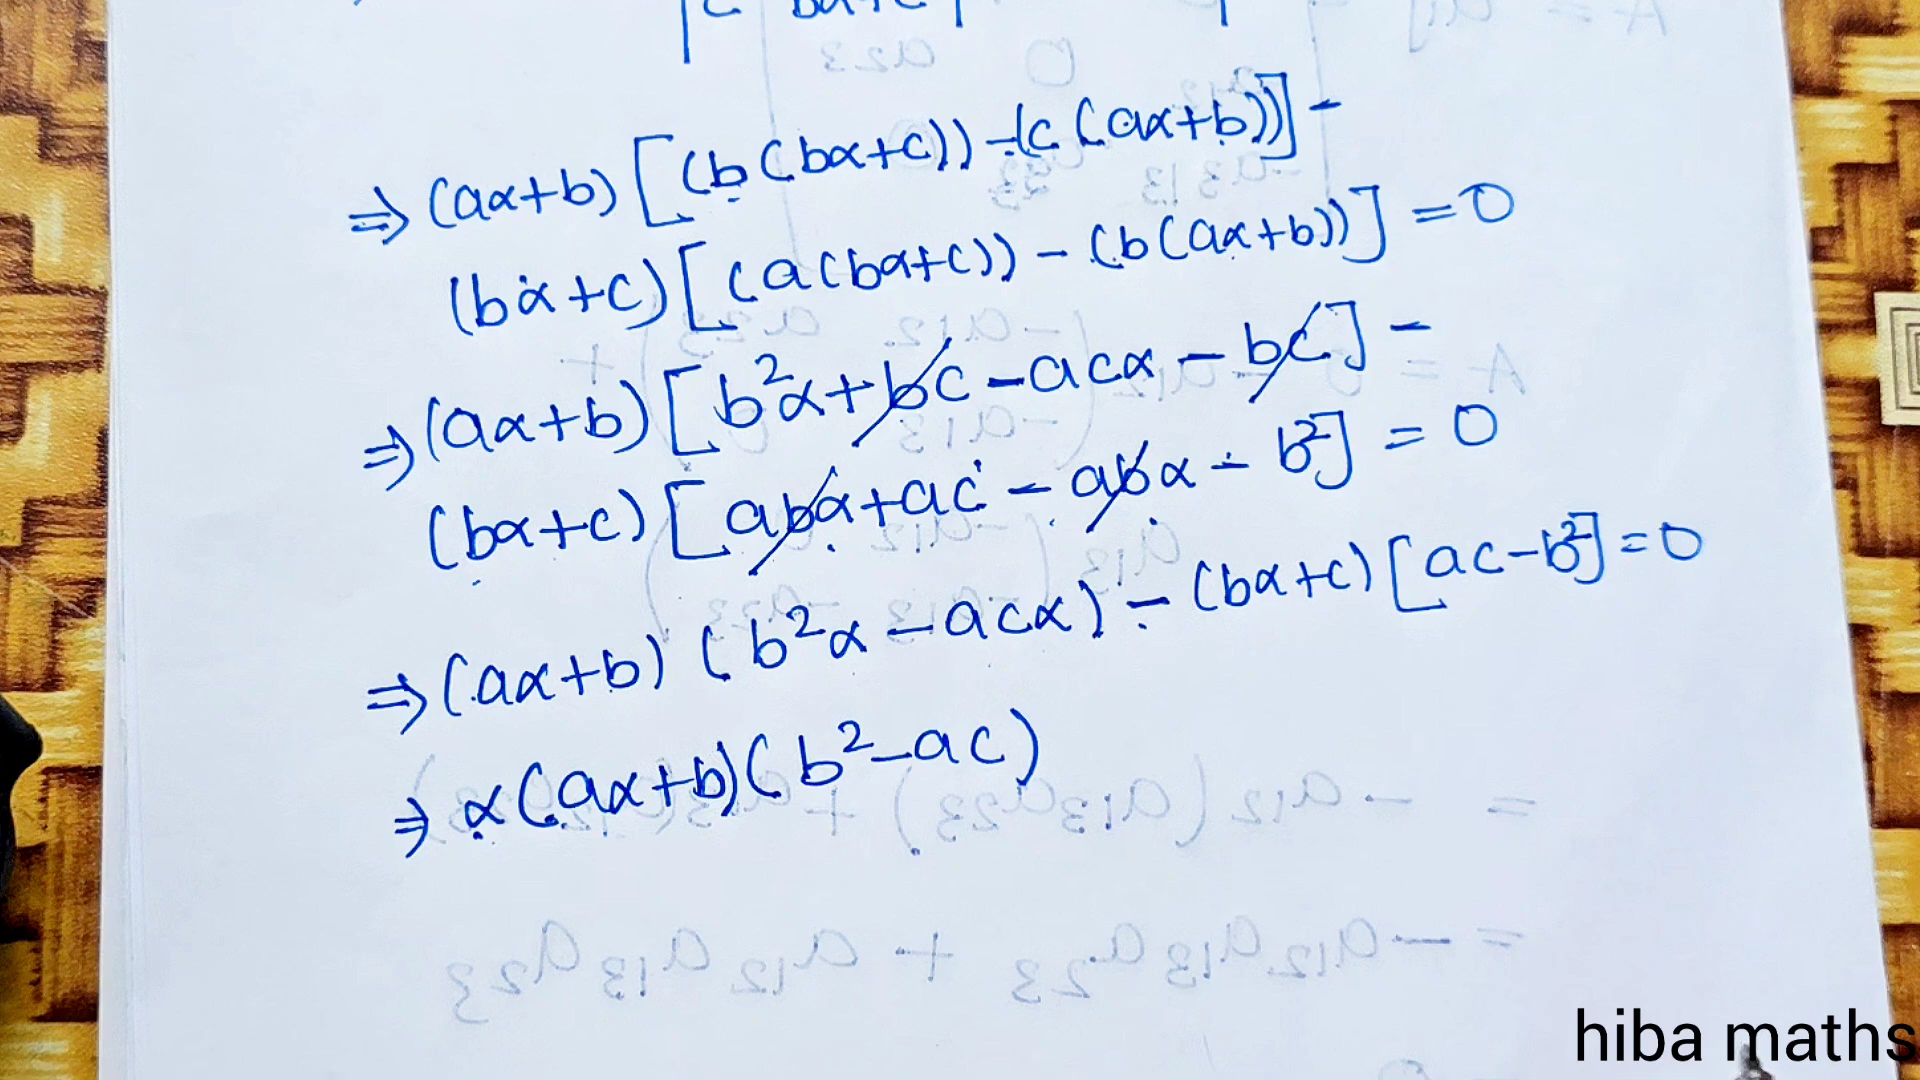 ⇒ (aα+b) [(b(bα+c)) -(c(aα+b))] -
(bα+c) [(a(bα+c)) - (b(aα+b))] = 0
⇒ (aα+b) [b²α + bc - acα - bc] -
(bα+c) [abα + ac - abα - b²] = 0
⇒ (aα+b) (b²α - acα) - (bα+c) [ac - b²] = 0
⇒ α(aα+b)(b² - ac)
hiba maths